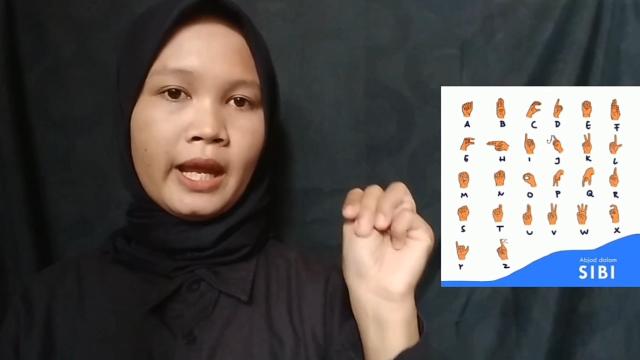 A B C D E F
G H I J K L
M N O P Q R
S T U V W X
Y Z
Abjad dalam
SIBI